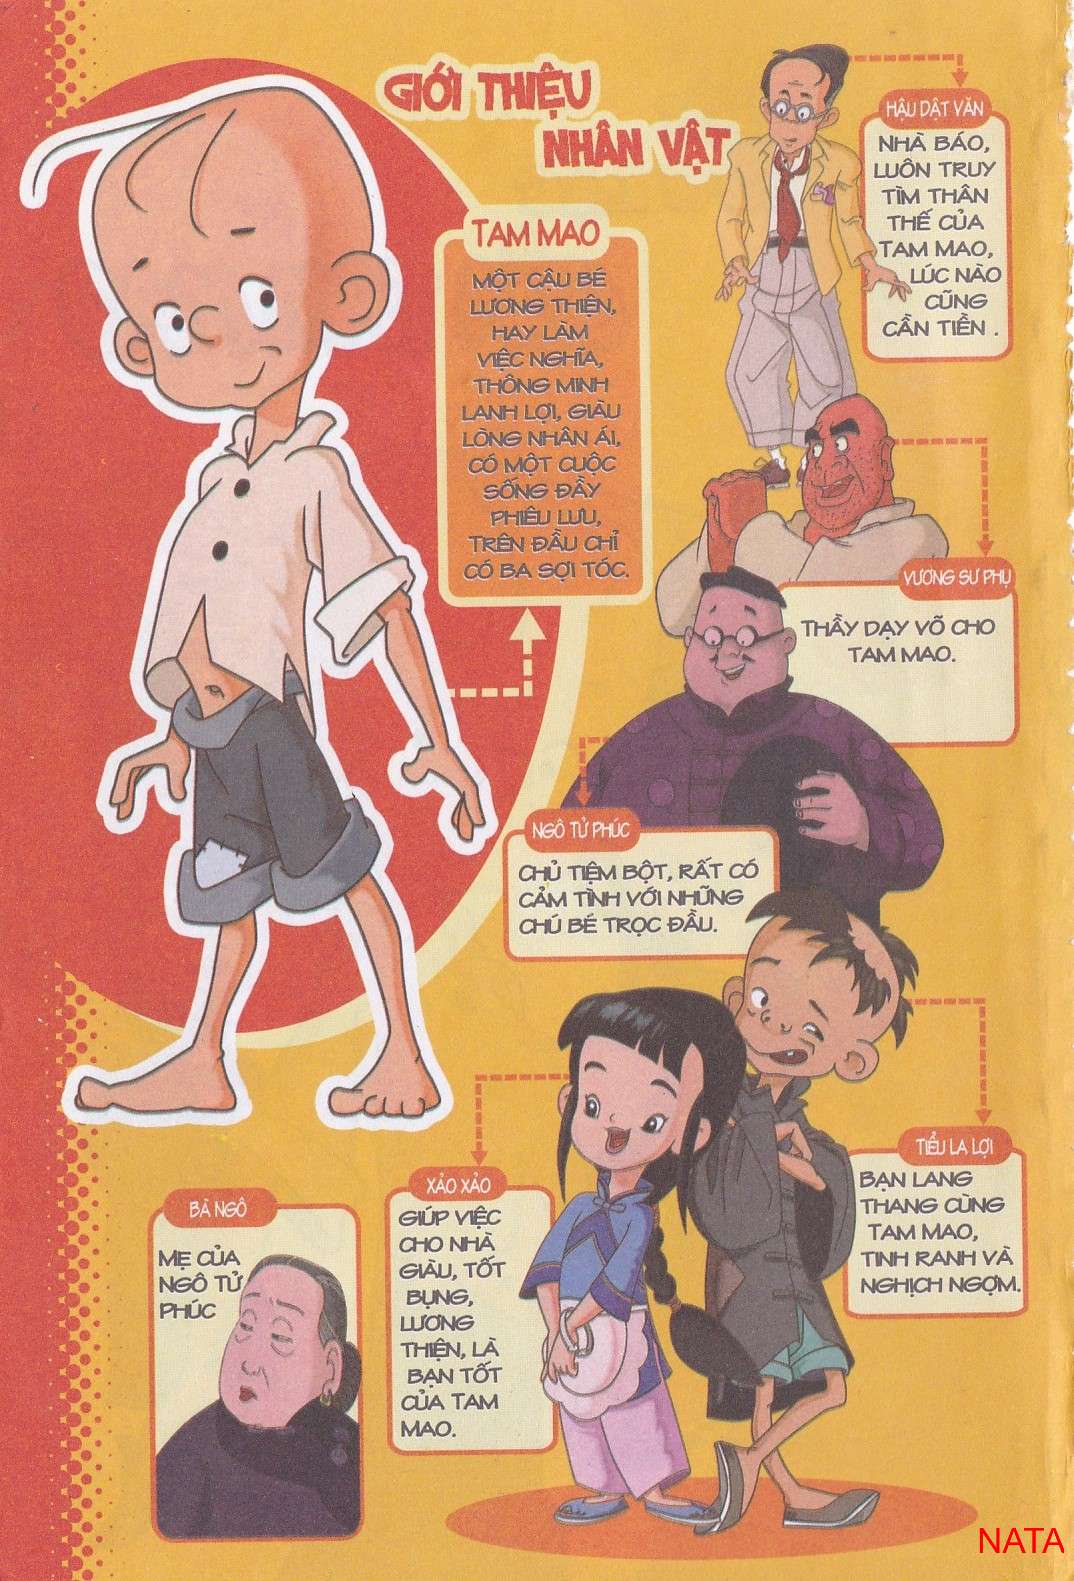 GIỚI THIỆU
NHÂN VẬT
TAM MAO
MỘT CẬU BÉ
LƯƠNG THIỆN,
HAY LÀM
VIỆC NGHĨA,
THÔNG MINH
LANH LỢI, GIÀU
LÒNG NHÂN ÁI,
CÓ MỘT CUỘC
SỐNG ĐẦY
PHIÊU LƯU,
TRÊN ĐẦU CHỈ
CÓ BA SỢI TÓC.
HẬU DẬT VĂN
NHÀ BÁO,
LUÔN TRUY
TÌM THÂN
THẾ CỦA
TAM MAO,
LÚC NÀO
CŨNG
CẦN TIỀN .
VƯƠNG SƯ PHỤ
THẦY DẠY VÕ CHO
TAM MAO.
NGÔ TỬ PHÚC
CHỦ TIỆM BỘT, RẤT CÓ
CẢM TÌNH VỚI NHỮNG
CHÚ BÉ TRỌC ĐẦU.
TIỂU LA LỢI
BẠN LANG
THANG CÙNG
TAM MAO,
TINH RANH VÀ
NGHỊCH NGỢM.
XẢO XẢO
GIÚP VIỆC
CHO NHÀ
GIÀU, TỐT
BỤNG,
LƯƠNG
THIỆN, LÀ
BẠN TỐT
CỦA TAM
MAO.
BÀ NGÔ
MẸ CỦA
NGÔ TỬ
PHÚC
NATA